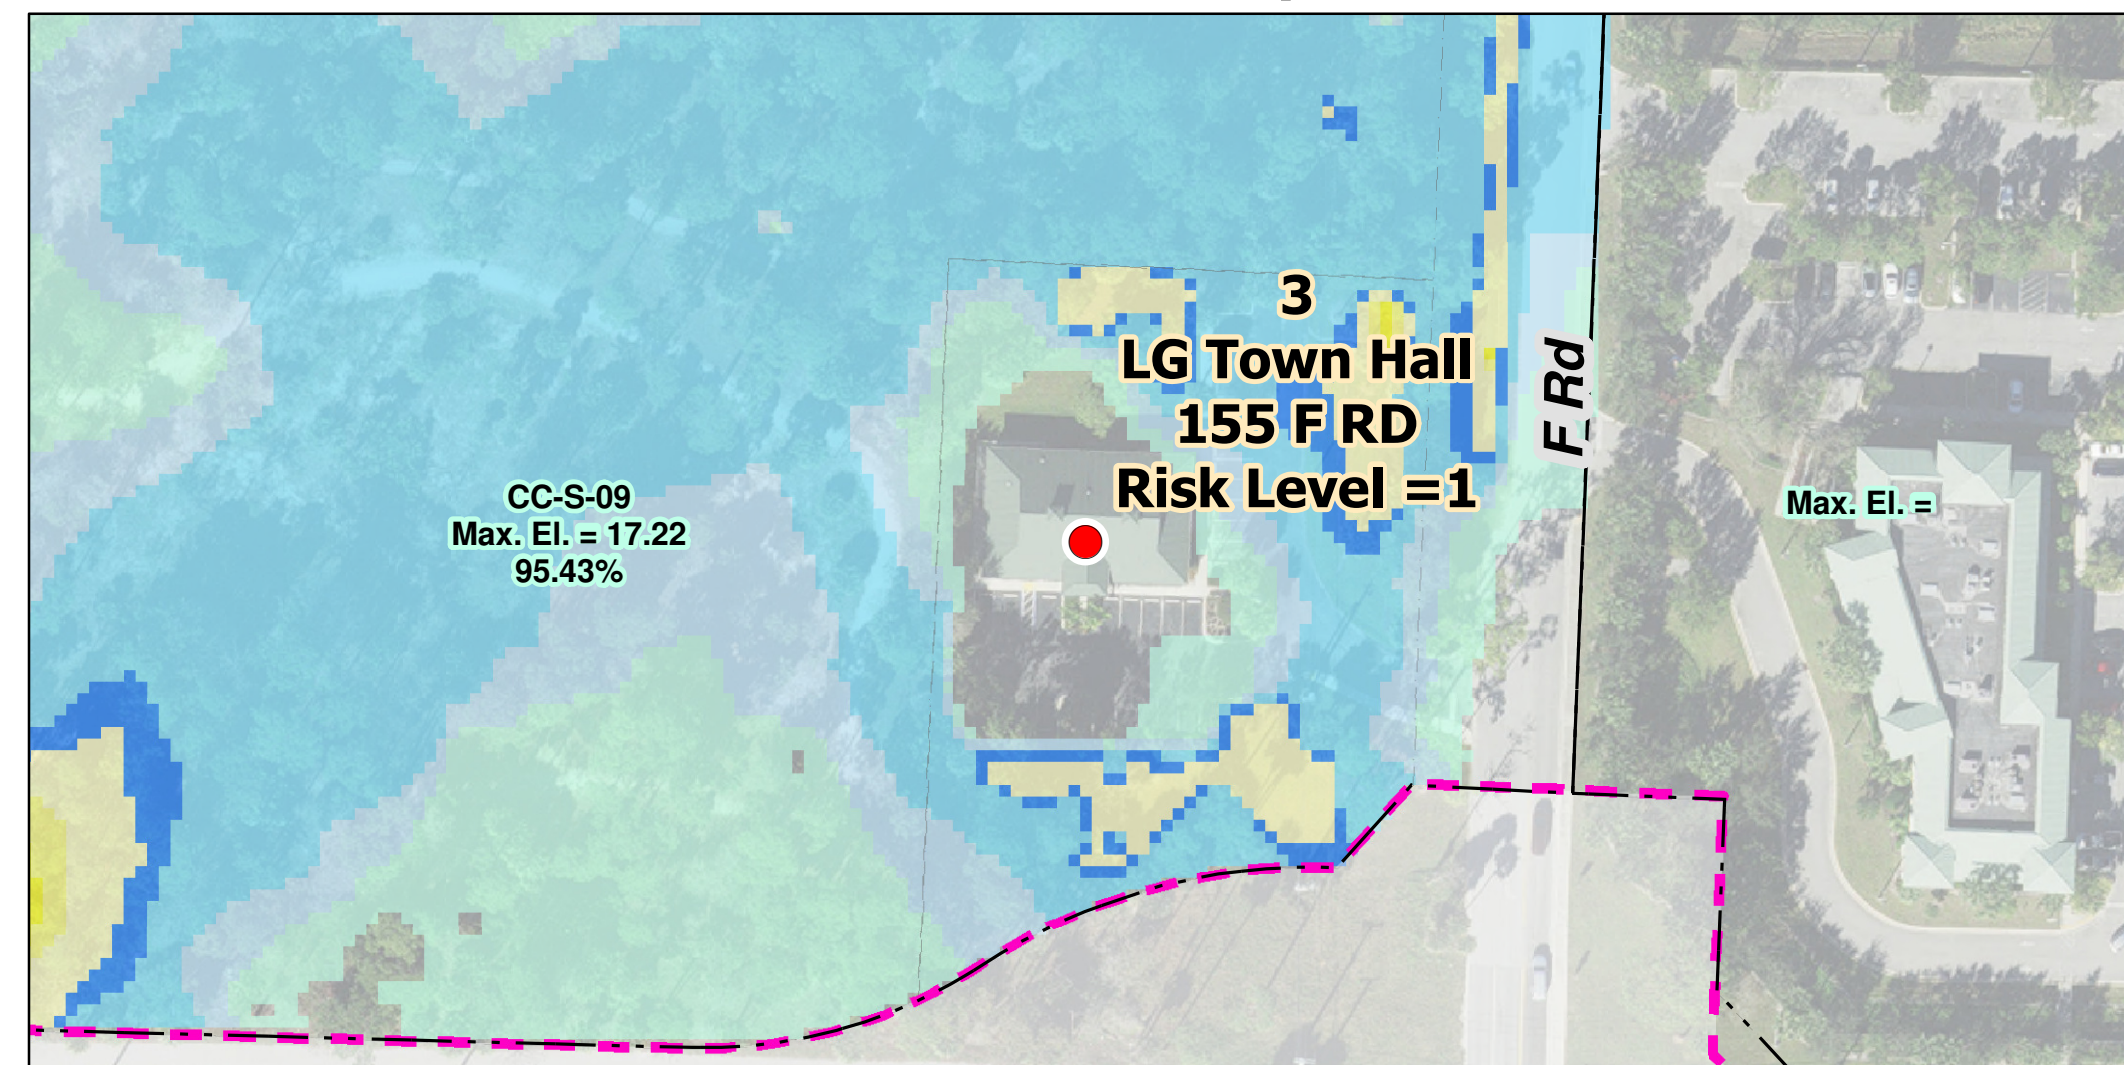 3
LG Town Hall
155 F RD
Risk Level =1
F Rd
CC-S-09
Max. El. = 17.22
95.43%
Max. El. =